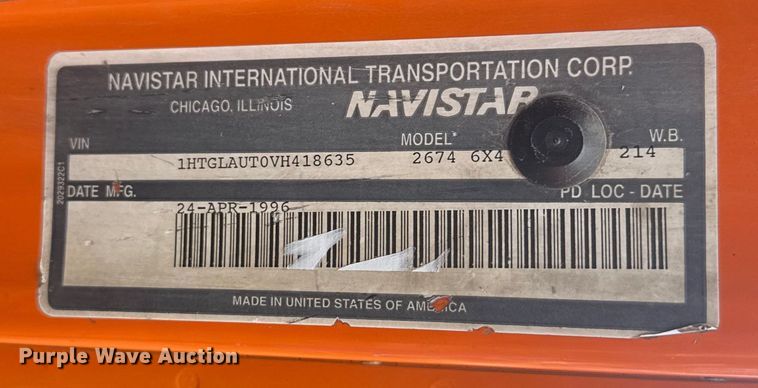 NAVISTAR INTERNATIONAL TRANSPORTATION CORP.
CHICAGO, ILLINOIS NAVISTAR
VIN MODEL* W.B.
1HTGLAUT0VH418635 2674 6X4 214
DATE MFG. PD LOC - DATE
24-APR-1996
MADE IN UNITED STATES OF AMERICA
2029322C1
Purple Wave Auction